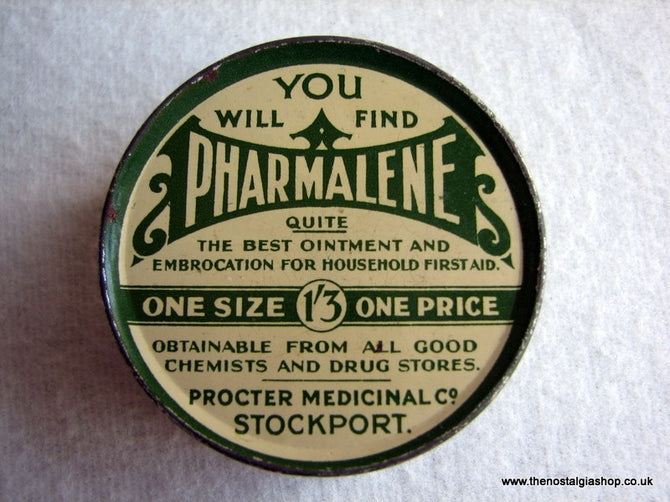 YOU
WILL FIND
PHARMALENE
QUITE
THE BEST OINTMENT AND
EMBROCATION FOR HOUSEHOLD FIRST AID.
ONE SIZE 1/3 ONE PRICE
OBTAINABLE FROM ALL GOOD
CHEMISTS AND DRUG STORES.
PROCTER MEDICINAL Cº
STOCKPORT.
www.thenostalgiashop.co.uk